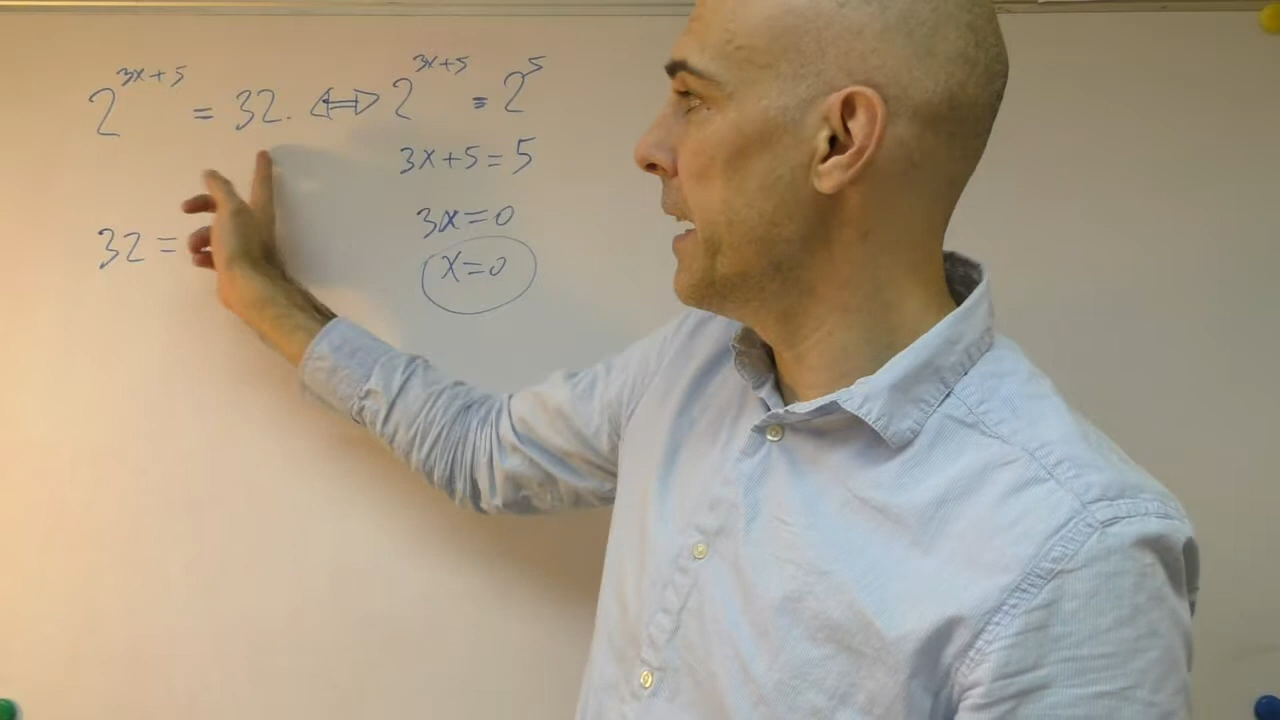 2^{3x+5} = 32. ⇔ 2^{3x+5} = 2^5
3x+5=5
3x=0
32=
x=0